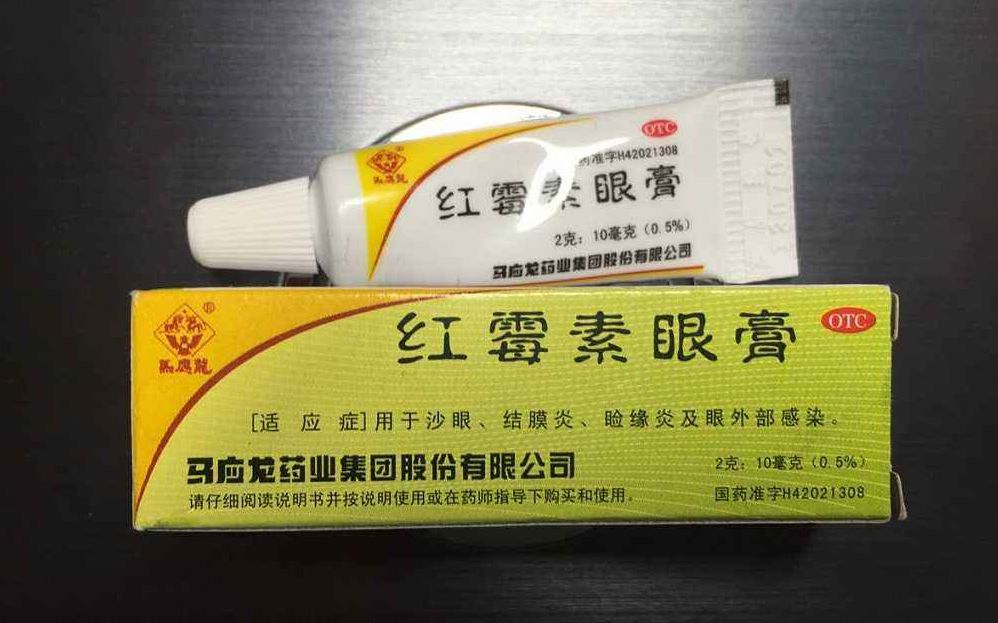 OTC
药准字H42021308
马应龍
红霉素眼膏
2克：10毫克（0.5%）
马应龙药业集团股份有限公司
®
马应龍
红霉素眼膏
OTC
[适应症]用于沙眼、结膜炎、睑缘炎及眼外部感染。
马应龙药业集团股份有限公司
2克：10毫克（0.5%）
请仔细阅读说明书并按说明使用或在药师指导下购买和使用。
国药准字H42021308